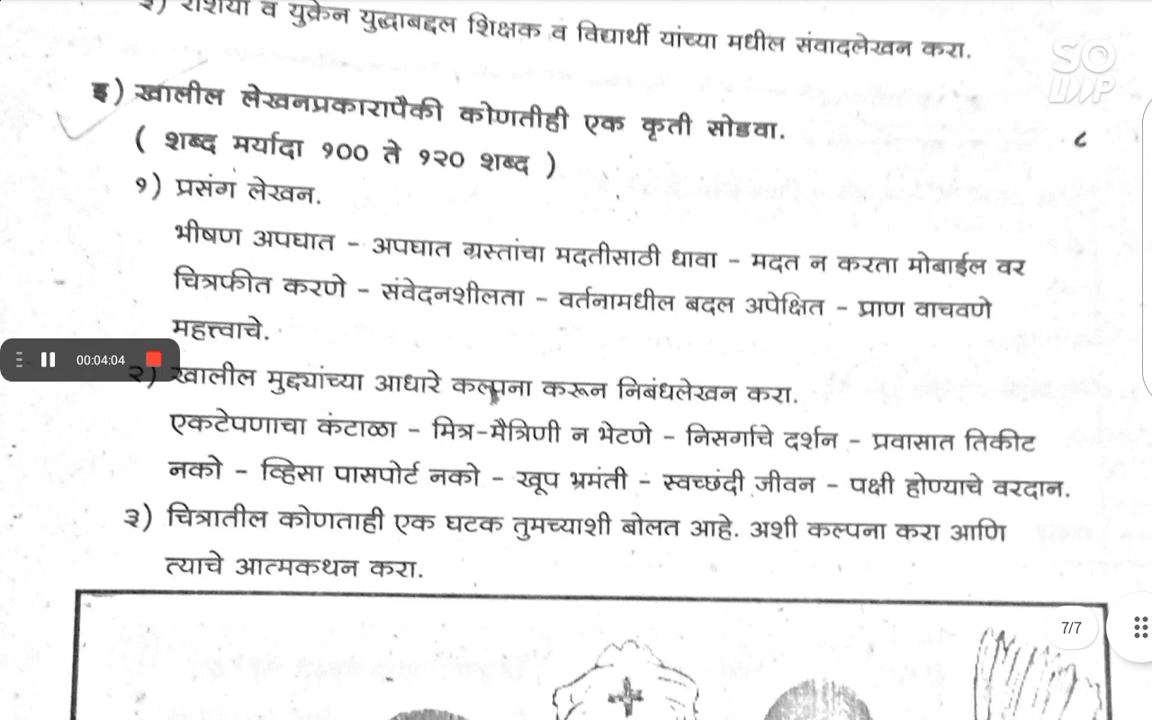 २) रशिया व युक्रेन युद्धाबद्दल शिक्षक व विद्यार्थी यांच्या मधील संवादलेखन करा.
SO
इ) खालील लेखनप्रकारापैकी कोणतीही एक कृती सोडवा. ८
( शब्द मर्यादा १०० ते १२० शब्द )
१) प्रसंग लेखन.
भीषण अपघात - अपघात ग्रस्तांचा मदतीसाठी धावा - मदत न करता मोबाईल वर
चित्रफीत करणे - संवेदनशीलता - वर्तनामधील बदल अपेक्षित - प्राण वाचवणे
महत्त्वाचे.
00:04:04
२) खालील मुद्द्यांच्या आधारे कल्पना करून निबंधलेखन करा.
एकटेपणाचा कंटाळा - मित्र-मैत्रिणी न भेटणे - निसर्गाचे दर्शन - प्रवासात तिकीट
नको - व्हिसा पासपोर्ट नको - खूप भ्रमंती - स्वच्छंदी जीवन - पक्षी होण्याचे वरदान.
३) चित्रातील कोणताही एक घटक तुमच्याशी बोलत आहे. अशी कल्पना करा आणि
त्याचे आत्मकथन करा.
7/7